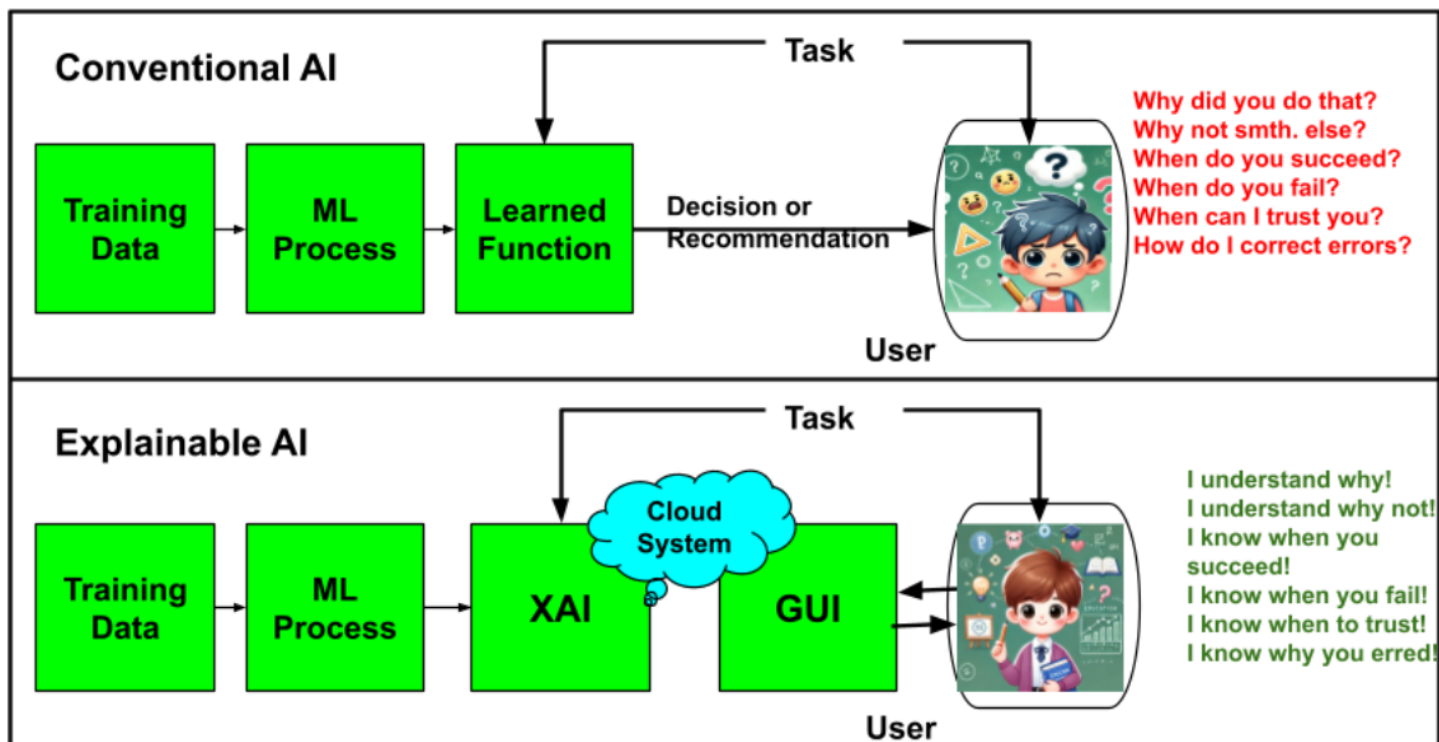 Conventional AI
Task
Training
Data
ML
Process
Learned
Function
Decision or
Recommendation
User
Why did you do that?
Why not smth. else?
When do you succeed?
When do you fail?
When can I trust you?
How do I correct errors?
Explainable AI
Task
Training
Data
ML
Process
XAI
Cloud
System
GUI
User
I understand why!
I understand why not!
I know when you
succeed!
I know when you fail!
I know when to trust!
I know why you erred!